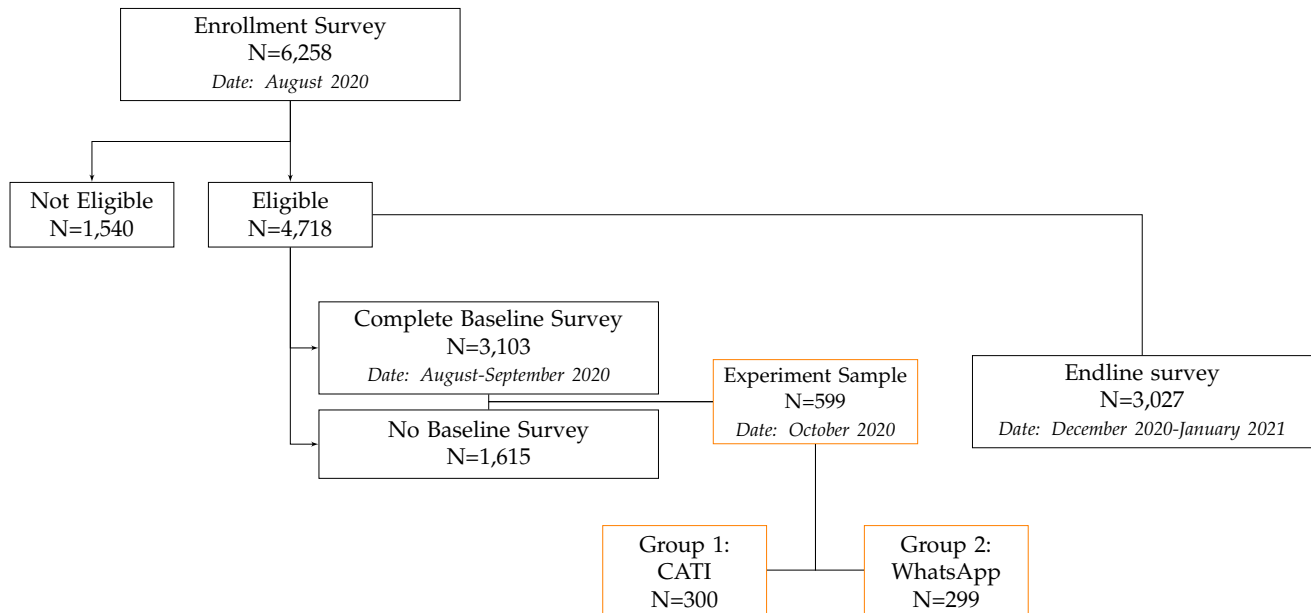 Enrollment Survey
N=6,258
Date: August 2020
Not Eligible
N=1,540
Eligible
N=4,718
Complete Baseline Survey
N=3,103
Date: August-September 2020
No Baseline Survey
N=1,615
Experiment Sample
N=599
Date: October 2020
Endline survey
N=3,027
Date: December 2020-January 2021
Group 1:
CATI
N=300
Group 2:
WhatsApp
N=299